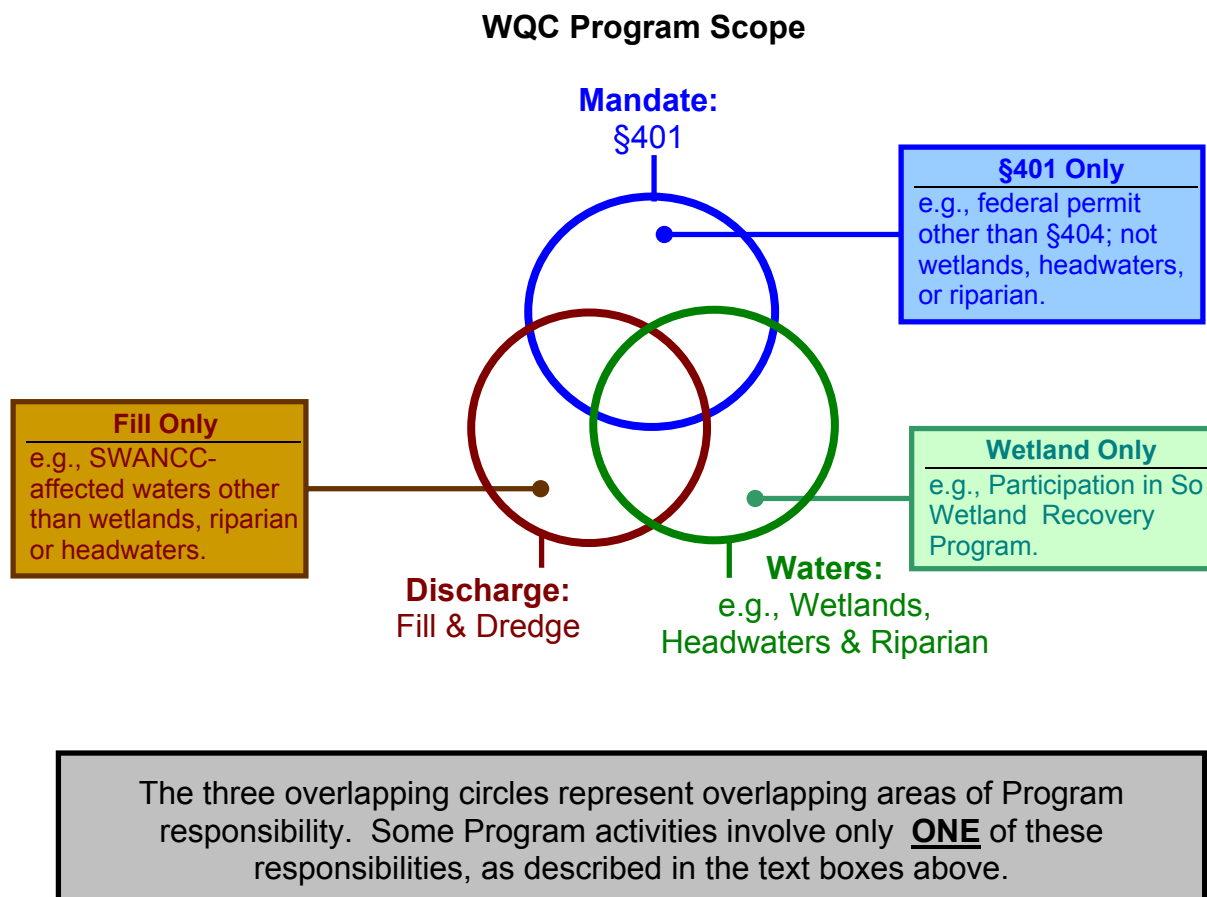 WQC Program Scope
Mandate:
§401
§401 Only
e.g., federal permit
other than §404; not
wetlands, headwaters,
or riparian.
Fill Only
e.g., SWANCC-
affected waters other
than wetlands, riparian
or headwaters.
Wetland Only
e.g., Participation in So
Wetland Recovery
Program.
Discharge:
Fill & Dredge
Waters:
e.g., Wetlands,
Headwaters & Riparian
The three overlapping circles represent overlapping areas of Program
responsibility. Some Program activities involve only ONE of these
responsibilities, as described in the text boxes above.